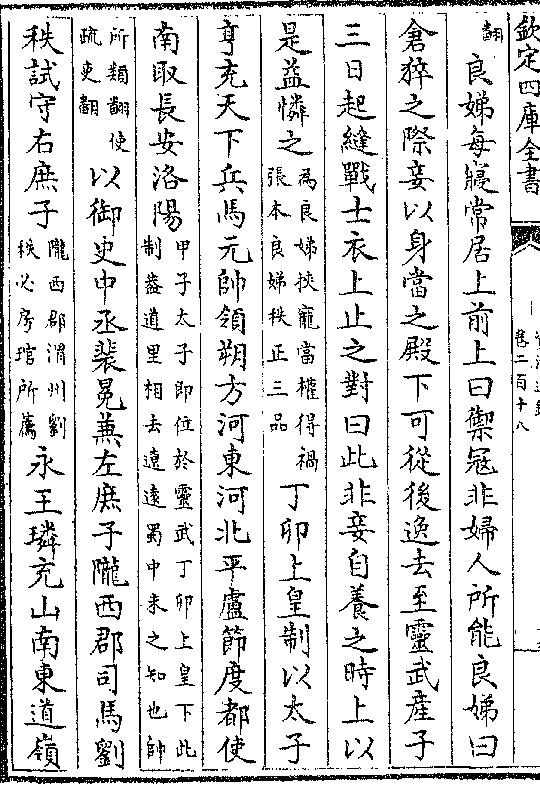 欽定四庫全書
卷二百十八
翻
良娣每寢常居上前上曰禦寇非婦人所能良娣曰
倉猝之際妾以身當之殿下可從後逸去至靈武產子
三日起縫戰士衣上止之對曰此非妾自養之時上以
是益憐之為良娣挾寵當權得禍張本良娣秩正三品丁卯上皇制以太子
亨充天下兵馬元帥領朔方河東河北平盧節度都使
南取長安洛陽甲子太子即位於靈武丁卯上皇下此制葢道里相去遼遠蜀中未之知也帥
所類翻使疏吏翻以御史中丞裴冕兼左庶子隴西郡司馬劉
秩試守右庶子隴西郡渭州劉秩必房琯所薦永王璘充山南東道嶺